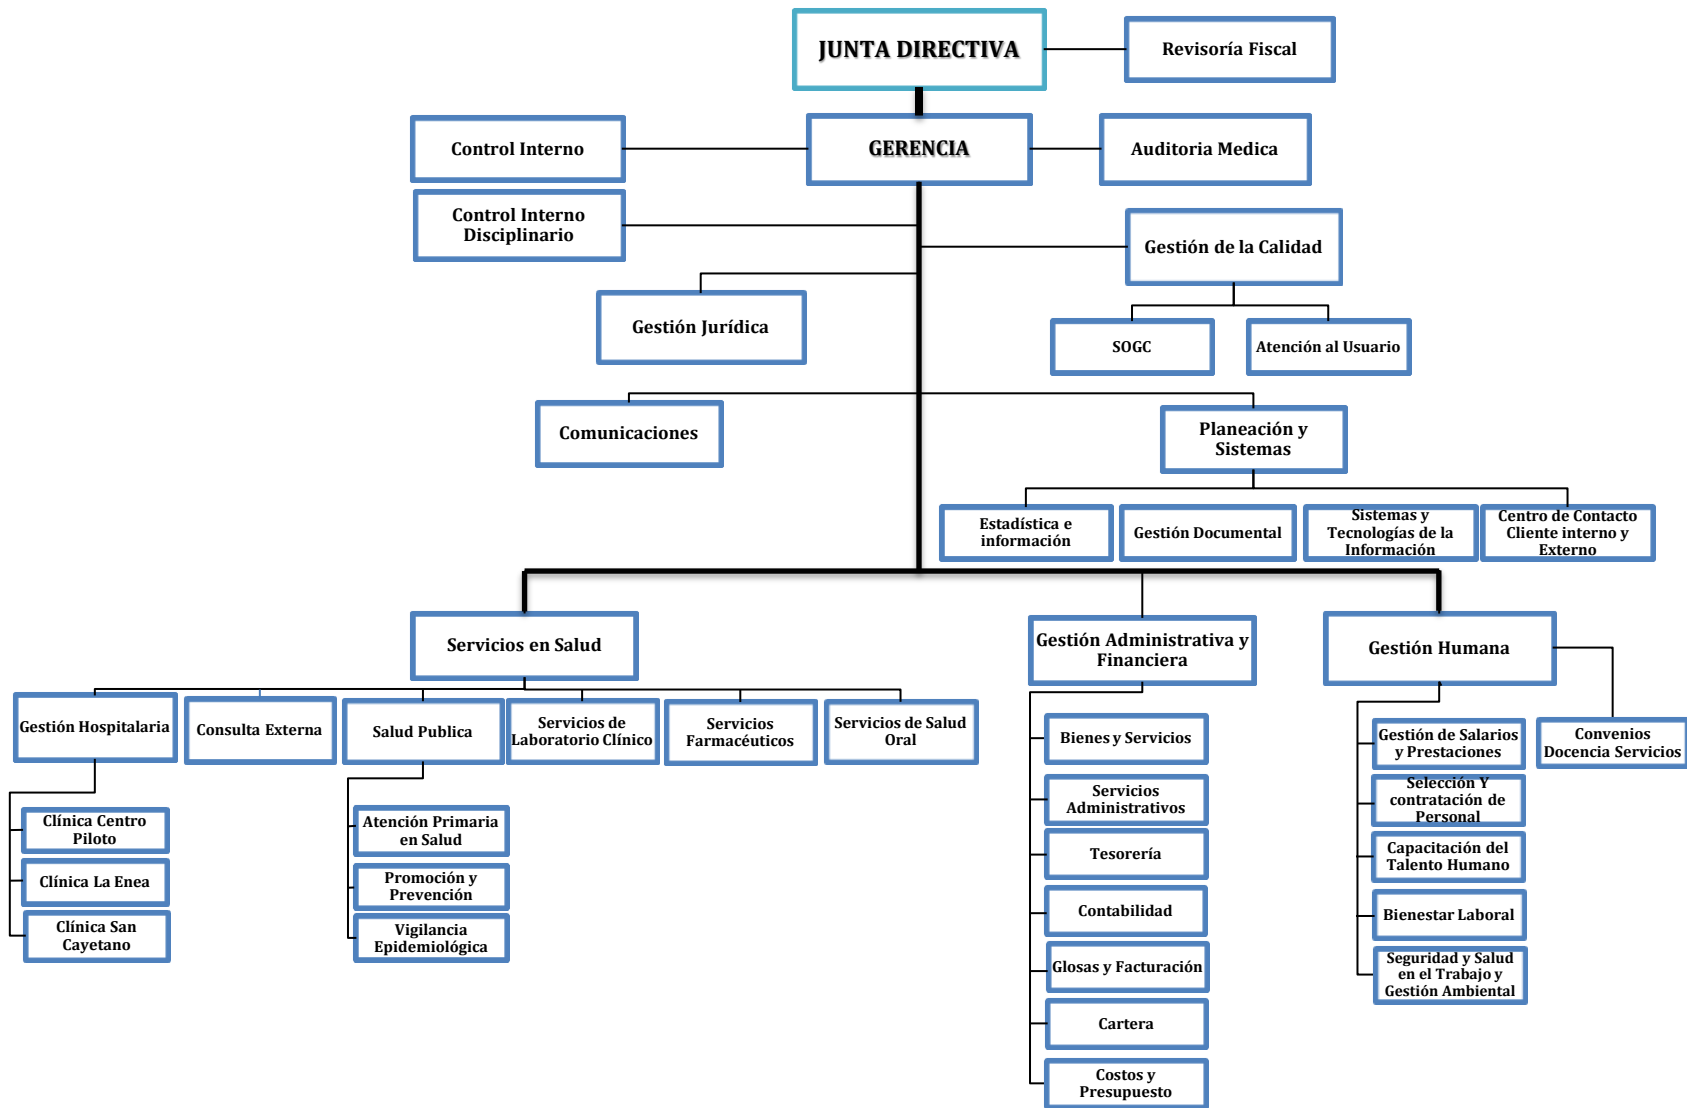 JUNTA DIRECTIVA
Revisoría Fiscal
Control Interno
GERENCIA
Auditoria Medica
Control Interno
Disciplinario
Gestión de la Calidad
Gestión Jurídica
SOGC
Atención al Usuario
Comunicaciones
Planeación y
Sistemas
Estadística e
información
Gestión Documental
Sistemas y
Tecnologías de la
Información
Centro de Contacto
Cliente interno y
Externo
Servicios en Salud
Gestión Administrativa y
Financiera
Gestión Humana
Gestión Hospitalaria
Consulta Externa
Salud Publica
Servicios de
Laboratorio Clínico
Servicios
Farmacéuticos
Servicios de Salud
Oral
Clínica Centro
Piloto
Clínica La Enea
Clínica San
Cayetano
Atención Primaria
en Salud
Promoción y
Prevención
Vigilancia
Epidemiológica
Bienes y Servicios
Servicios
Administrativos
Tesorería
Contabilidad
Glosas y Facturación
Cartera
Costos y
Presupuesto
Gestión de Salarios
y Prestaciones
Selección Y
contratación de
Personal
Capacitación del
Talento Humano
Bienestar Laboral
Seguridad y Salud
en el Trabajo y
Gestión Ambiental
Convenios
Docencia Servicios